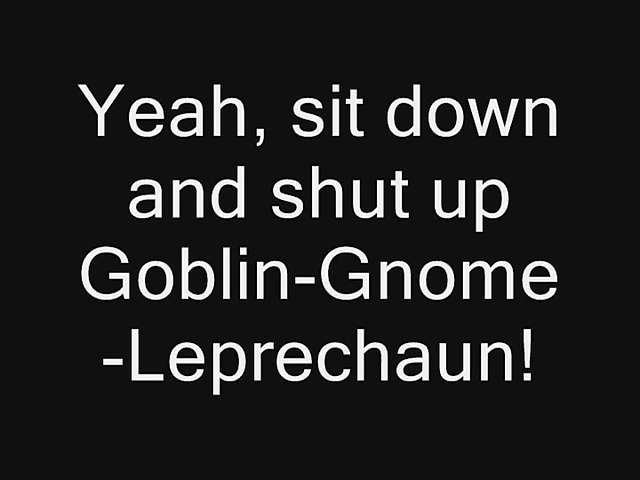 Yeah, sit down
and shut up
Goblin-Gnome
-Leprechaun!